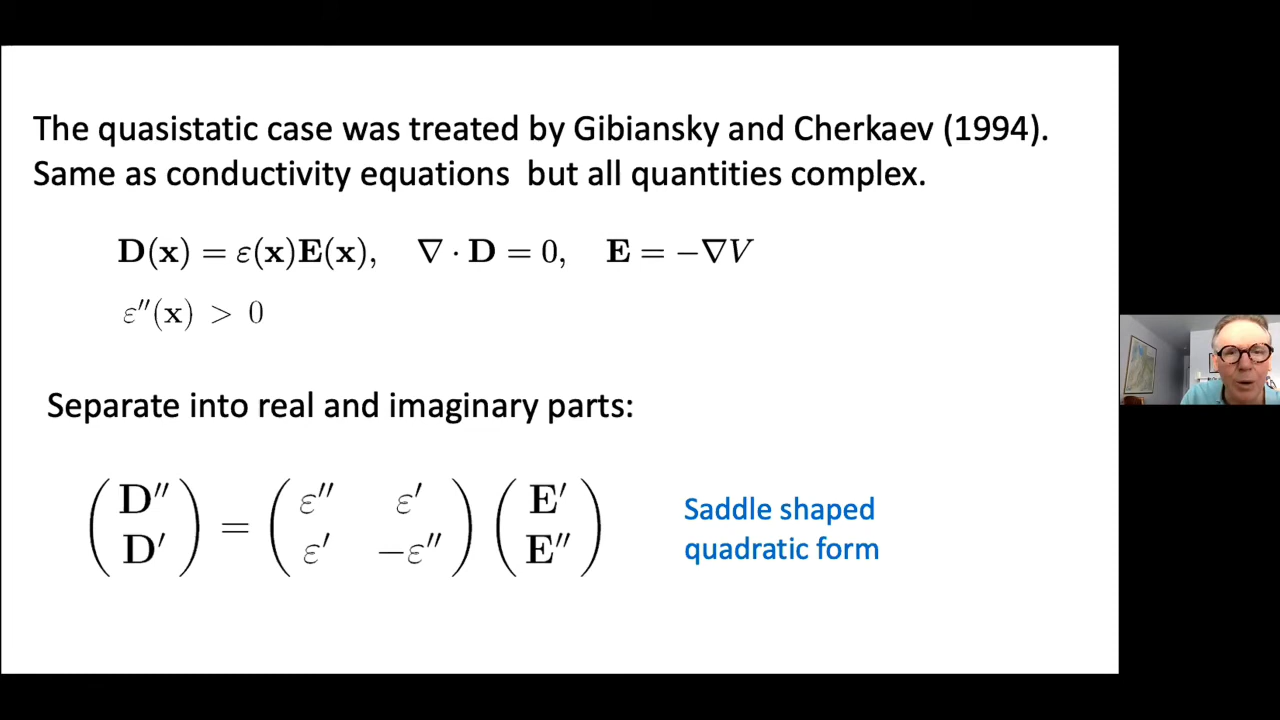 The quasistatic case was treated by Gibiansky and Cherkaev (1994).
Same as conductivity equations but all quantities complex.
D(x) = ε(x)E(x), ∇ · D = 0, E = −∇V
ε″(x) > 0
Separate into real and imaginary parts:
( D″ ) = ( ε″ ε′ ) ( E′ )
( D′ ) ( ε′ −ε″ ) ( E″ )
Saddle shaped
quadratic form